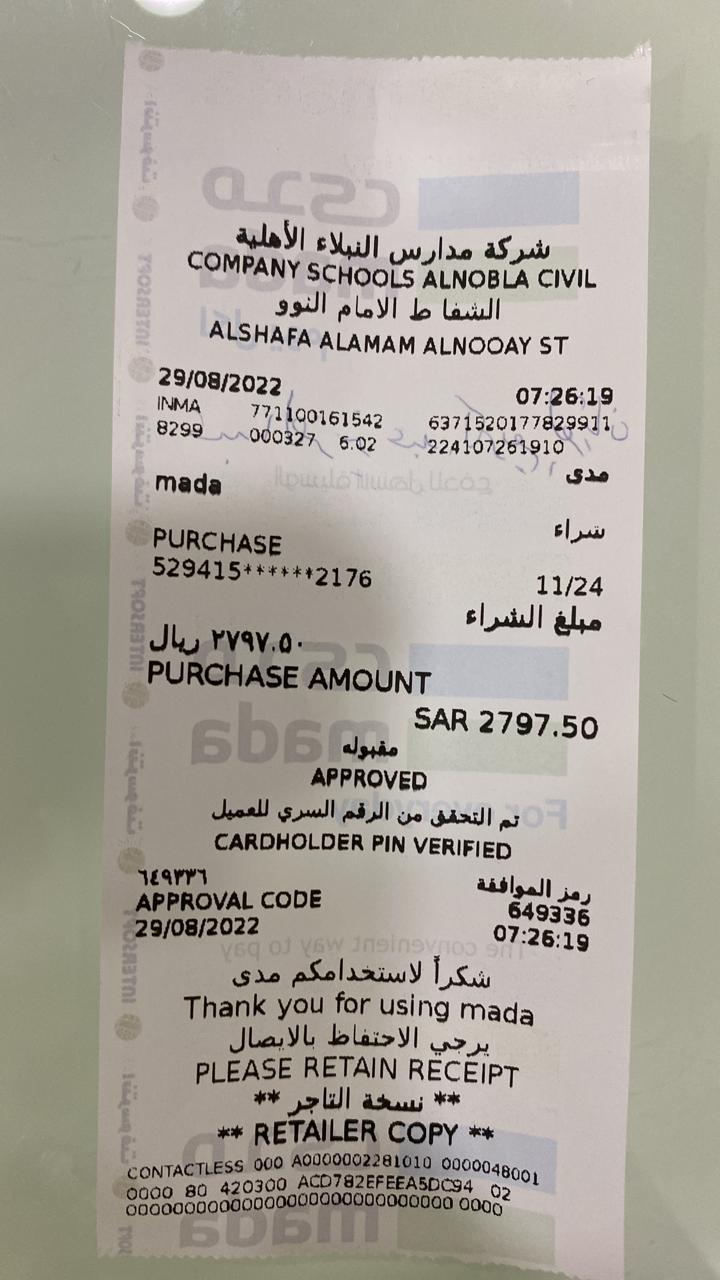 شركة مدارس النبلاء الأهلية
COMPANY SCHOOLS ALNOBLA CIVIL
الشفا ط الامام النوو
ALSHAFA ALAMAM ALNOOAY ST
29/08/2022 07:26:19
INMA 771100161542 6371520177829911
8299 000327 6.02 224107261910
مدى
mada
شراء
PURCHASE
529415******2176 11/24
مبلغ الشراء
٢٧٩٧.٥٠ ريال
PURCHASE AMOUNT
SAR 2797.50
مقبوله
APPROVED
تم التحقق من الرقم السري للعميل
CARDHOLDER PIN VERIFIED
رمز الموافقة ٦٤٩٣٣٦
APPROVAL CODE 649336
29/08/2022 07:26:19
شكراً لاستخدامكم مدى
Thank you for using mada
يرجي الاحتفاظ بالايصال
PLEASE RETAIN RECEIPT
** نسخة التاجر **
** RETAILER COPY **
CONTACTLESS 000 A0000002281010 0000048001
0000 80 420300 ACD782EFEEA5DC94 02
00000000000000000000000000000000 0000